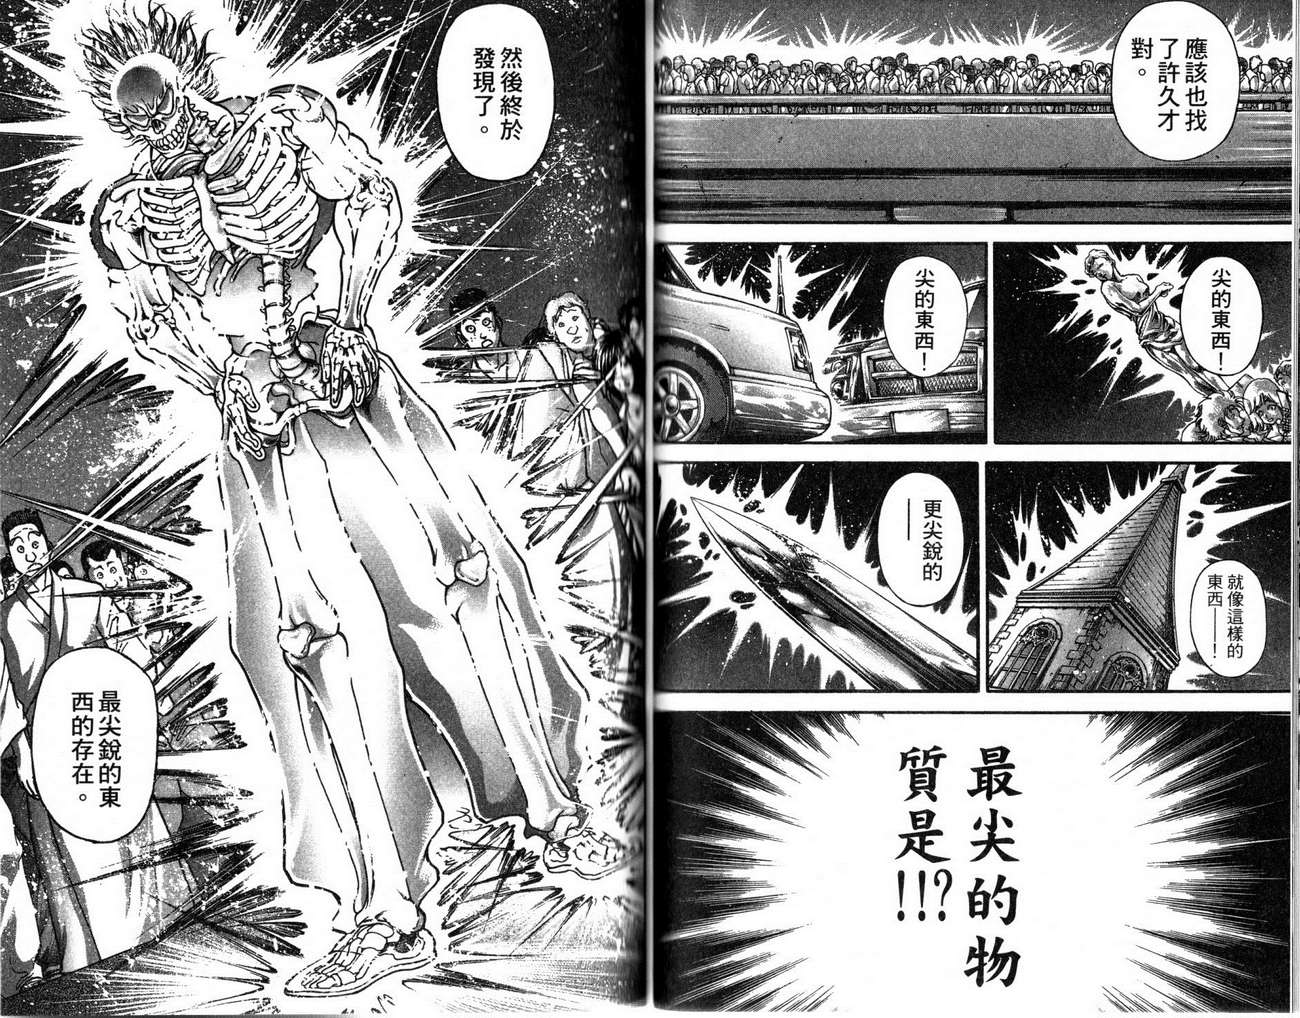 應該也找
了許久才
對。
尖的東西！
尖的東西！
就像這樣的
東西——！
更尖銳的
——
最尖的物
質是!!?
然後終於
發現了。
最尖銳的東
西的存在。